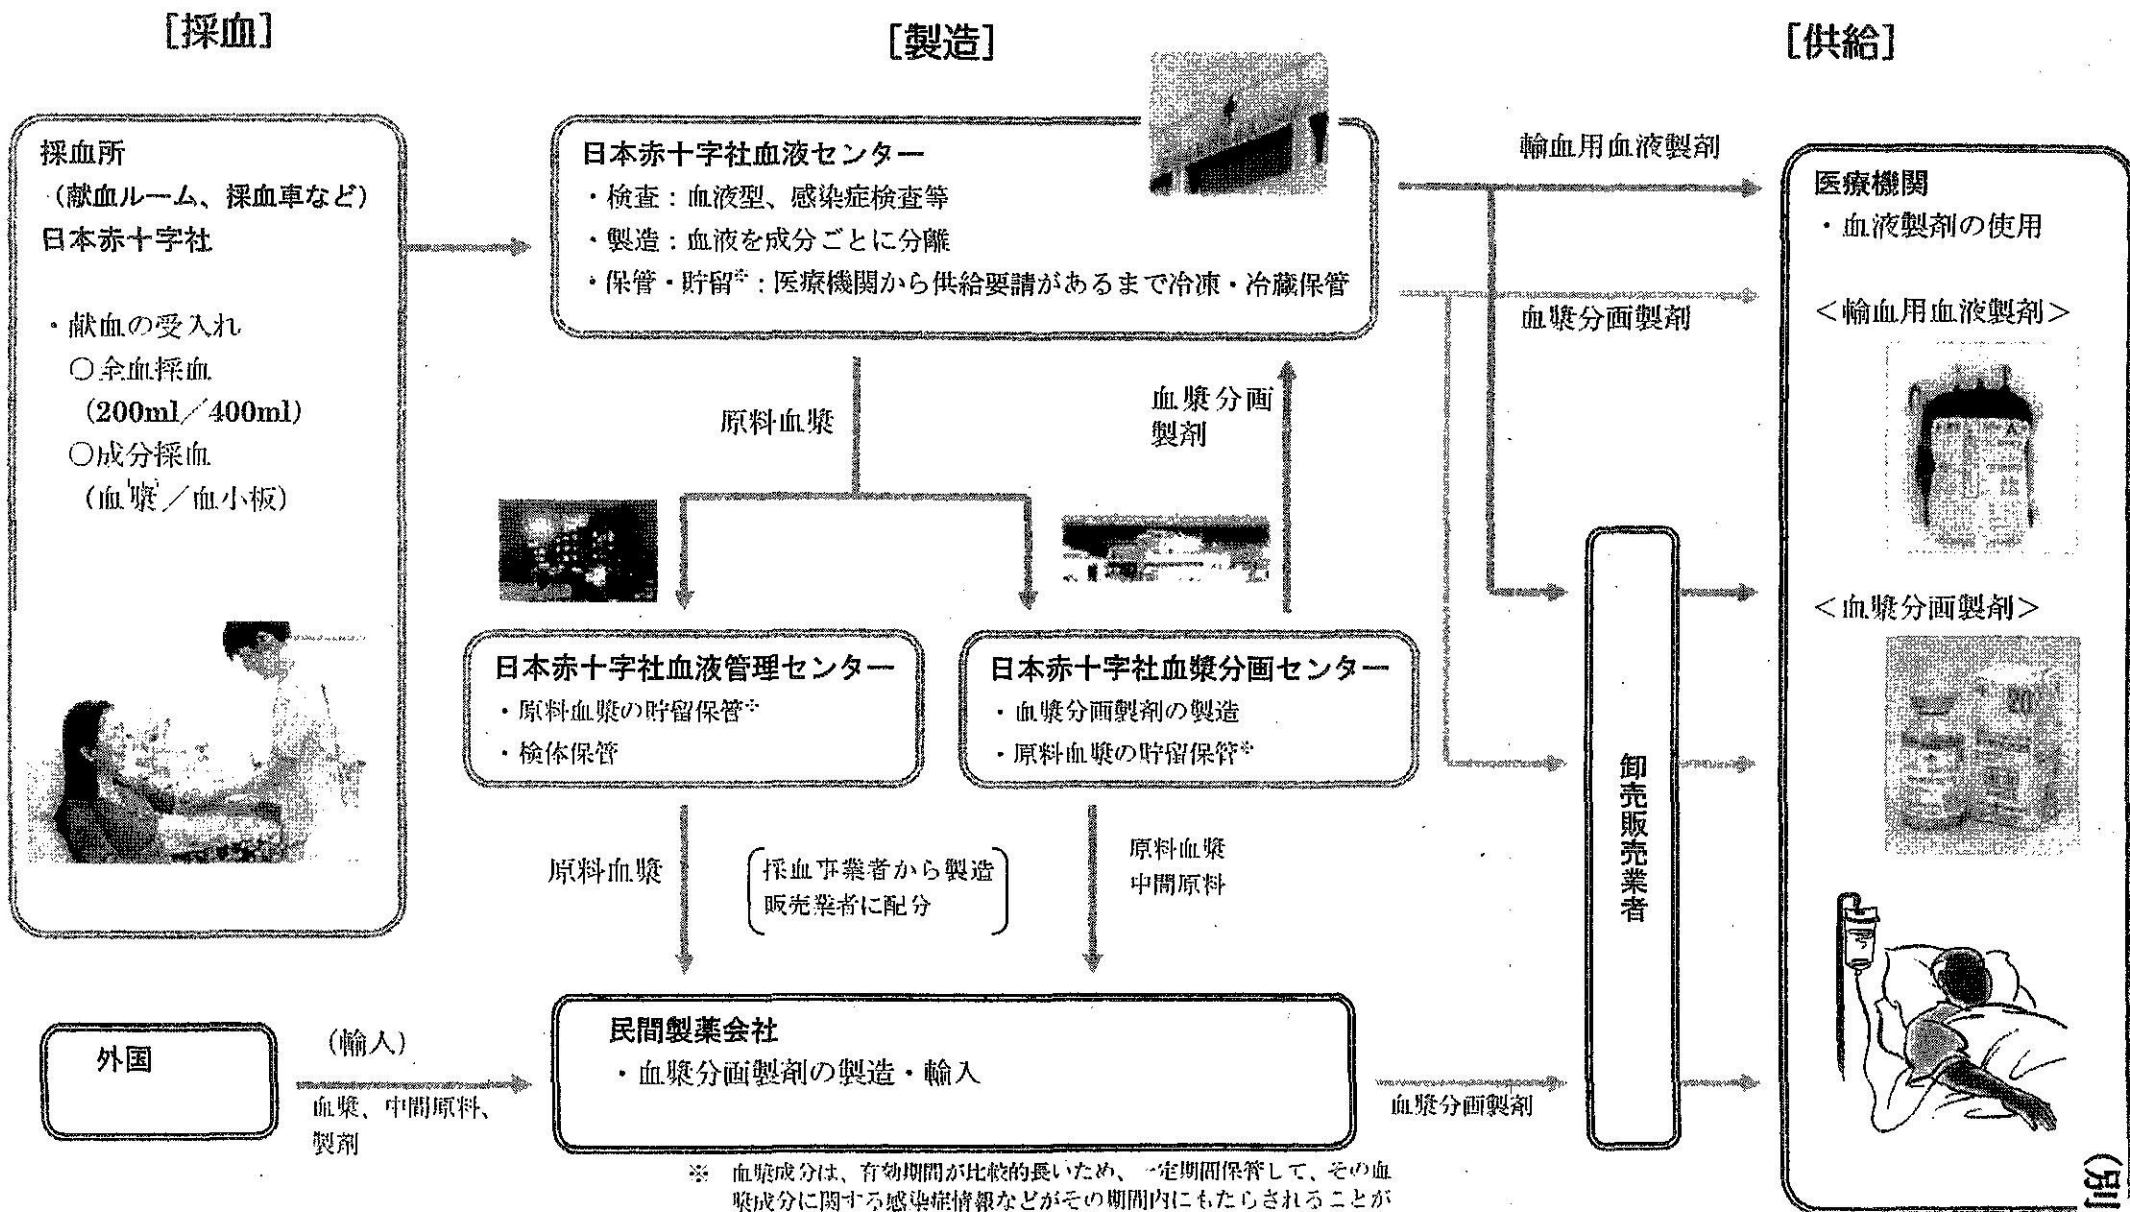 [採血]
[製造]
[供給]
採血所
（献血ルーム、採血車など）
日本赤十字社
・献血の受入れ
○全血採血
（200ml／400ml）
○成分採血
（血漿／血小板）
日本赤十字社血液センター
・検査：血液型、感染症検査等
・製造：血液を成分ごとに分離
・保管・貯留※：医療機関から供給要請があるまで冷凍・冷蔵保管
輸血用血液製剤
血漿分画製剤
原料血漿
血漿分画
製剤
日本赤十字社血液管理センター
・原料血漿の貯留保管※
・検体保管
日本赤十字社血漿分画センター
・血漿分画製剤の製造
・原料血漿の貯留保管※
原料血漿
採血事業者から製造
販売業者に配分
原料血漿
中間原料
外国
（輸入）
血漿、中間原料、
製剤
民間製薬会社
・血漿分画製剤の製造・輸入
血漿分画製剤
卸売販売業者
医療機関
・血液製剤の使用
＜輸血用血液製剤＞
＜血漿分画製剤＞
※　血漿成分は、有効期間が比較的長いため、一定期間保管して、その血
漿成分に関する感染症情報などがその期間内にもたらされることが
（別